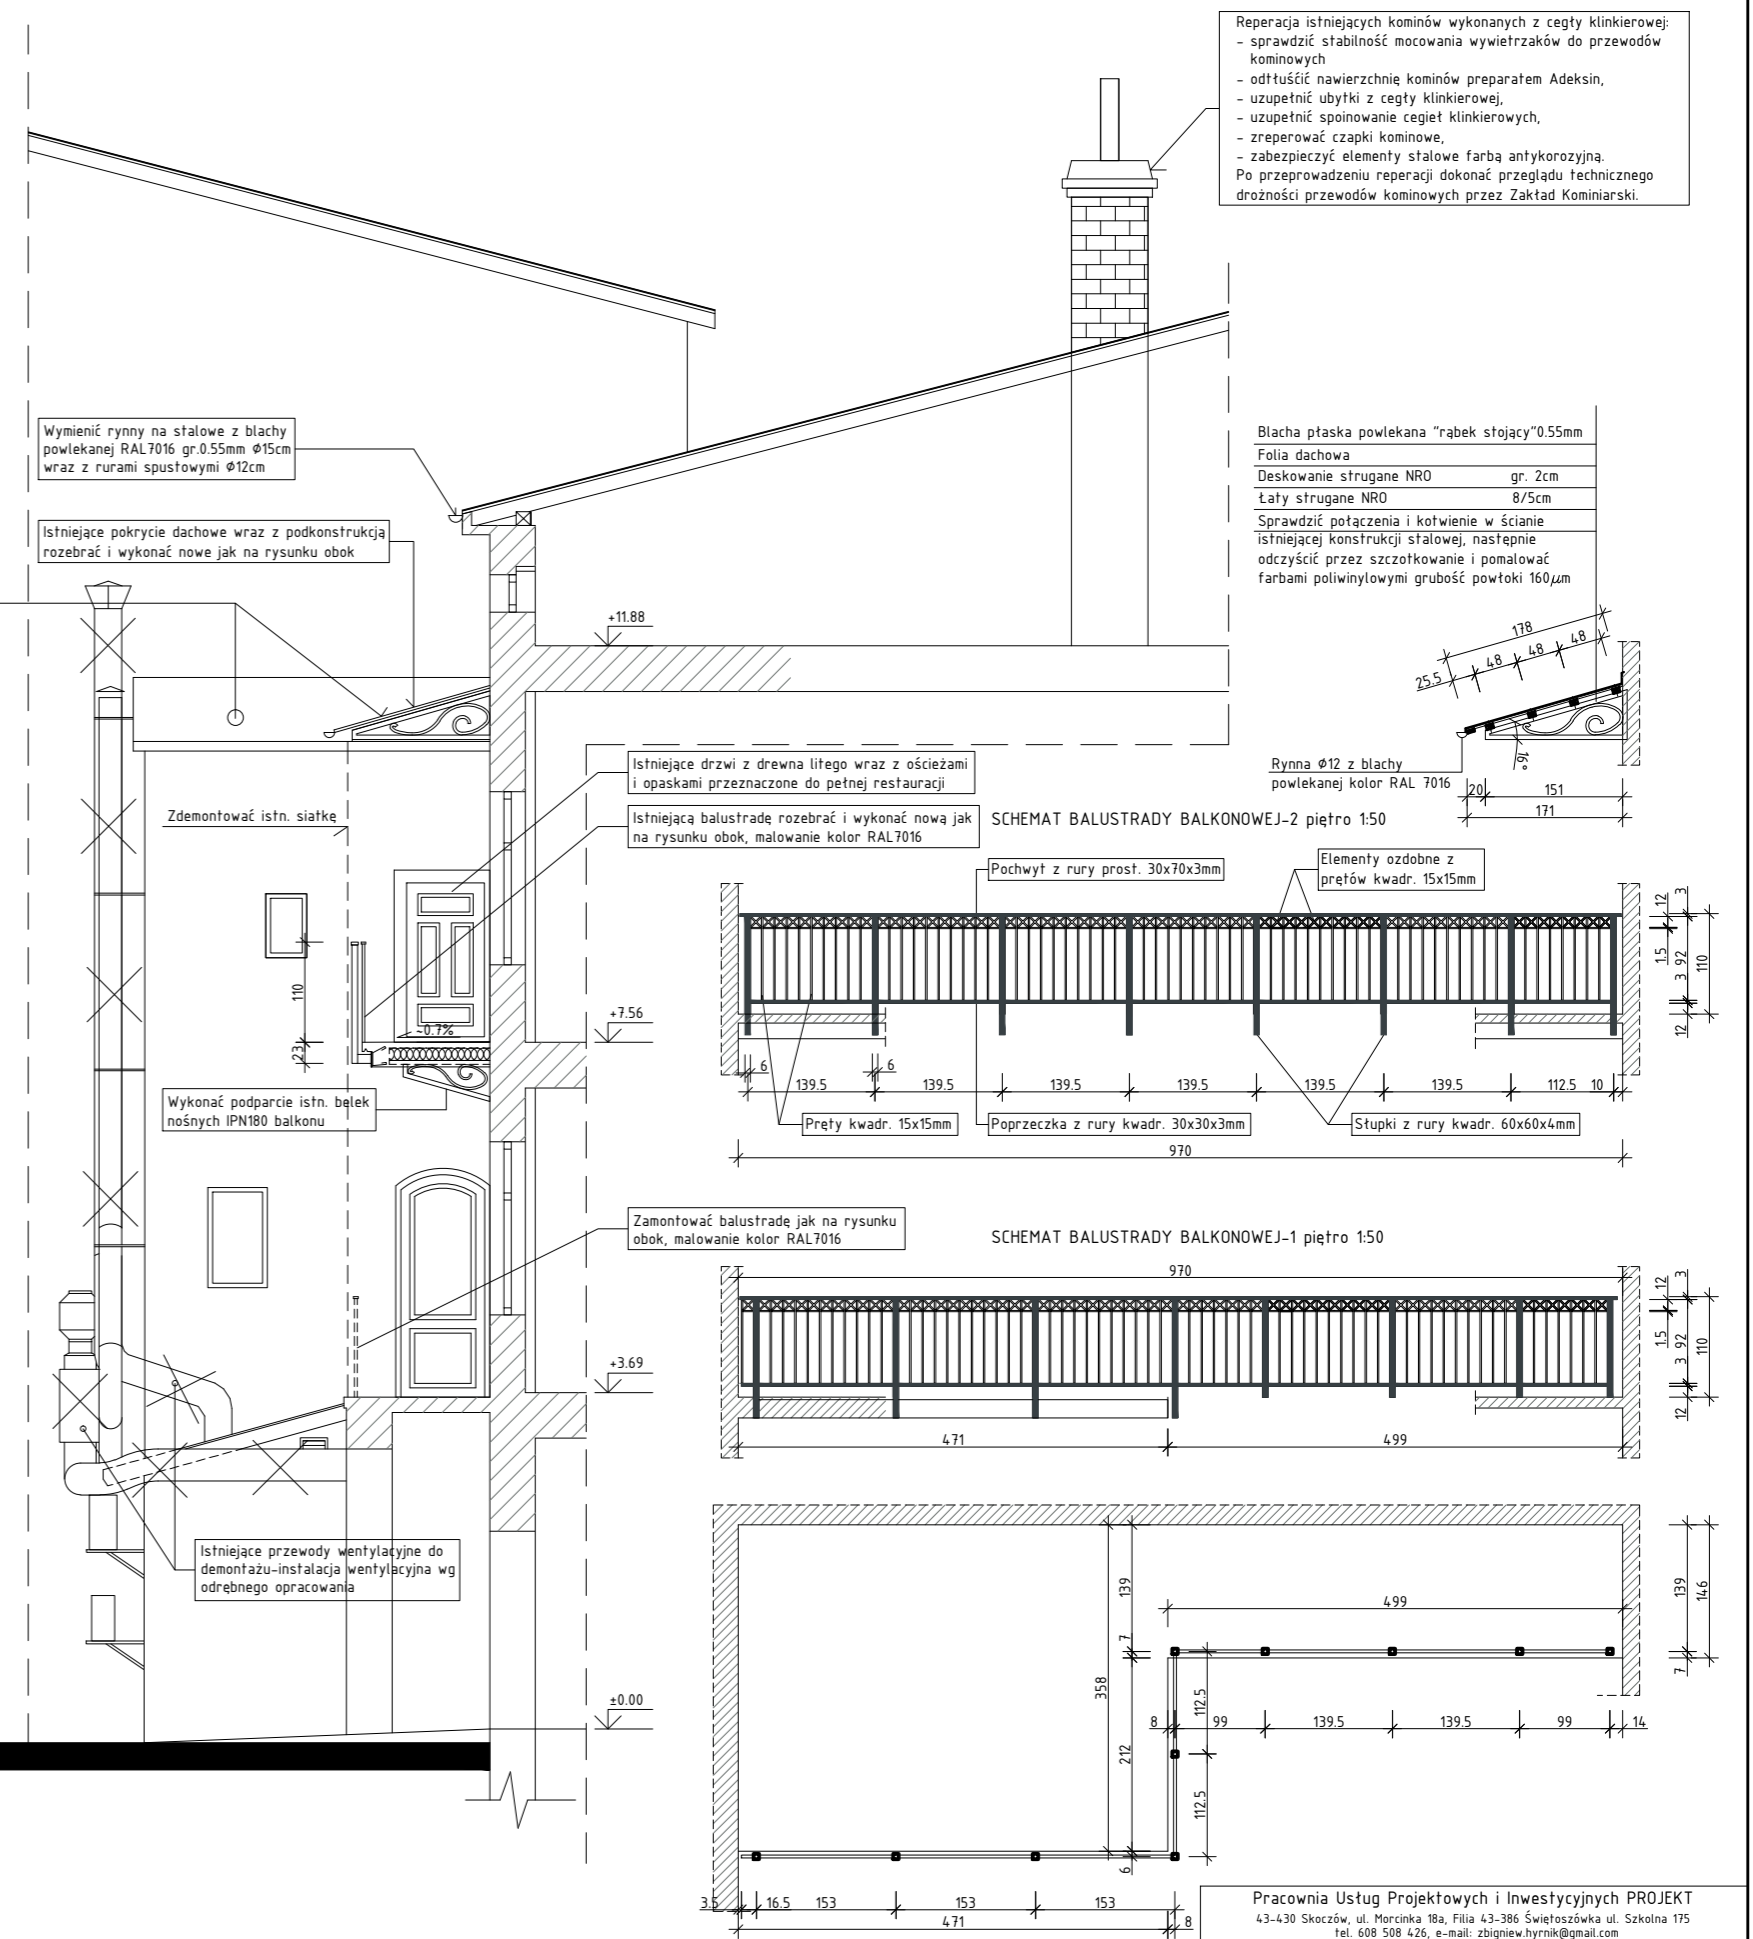 Reperacja istniejących kominów wykonanych z cegły klinkierowej:
- sprawdzić stabilność mocowania wywietrzaków do przewodów
kominowych
- odtłuśćić nawierzchnię kominów preparatem Adeksin,
- uzupełnić ubytki z cegły klinkierowej,
- uzupełnić spoinowanie cegieł klinkierowych,
- zreperować czapki kominowe,
- zabezpieczyć elementy stalowe farbą antykorozyjną.
Po przeprowadzeniu reperacji dokonać przeglądu technicznego
drożności przewodów kominowych przez Zakład Kominiarski.
Wymienić rynny na stalowe z blachy
powlekanej RAL7016 gr.0.55mm Φ15cm
wraz z rurami spustowymi Φ12cm
Istniejące pokrycie dachowe wraz z podkonstrukcją
rozebrać i wykonać nowe jak na rysunku obok
Blacha płaska powlekana "rąbek stojący"0.55mm
Folia dachowa
Deskowanie strugane NRO gr. 2cm
Łaty strugane NRO 8/5cm
Sprawdzić połączenia i kotwienie w ścianie
istniejącej konstrukcji stalowej, następnie
odczyścić przez szczotkowanie i pomalować
farbami poliwinylowymi grubość powłoki 160μm
+11.88
178
25.5 48 48 48
16°
Rynna Φ12 z blachy
powlekanej kolor RAL 7016
20 151
171
Istniejące drzwi z drewna litego wraz z ościeżami
i opaskami przeznaczone do pełnej restauracji
Zdemontować istn. siatkę
Istniejącą balustradę rozebrać i wykonać nową jak
na rysunku obok, malowanie kolor RAL7016
SCHEMAT BALUSTRADY BALKONOWEJ-2 piętro 1:50
Pochwyt z rury prost. 30x70x3mm
Elementy ozdobne z
prętów kwadr. 15x15mm
12 3
1.5 3 92 110
12
110
23
~0.7%
+7.56
6 6
139.5 139.5 139.5 139.5 139.5 139.5 112.5 10
Wykonać podparcie istn. belek
nośnych IPN180 balkonu
Pręty kwadr. 15x15mm
Poprzeczka z rury kwadr. 30x30x3mm
Słupki z rury kwadr. 60x60x4mm
970
Zamontować balustradę jak na rysunku
obok, malowanie kolor RAL7016
SCHEMAT BALUSTRADY BALKONOWEJ-1 piętro 1:50
970
12 3
1.5 3 92 110
12
+3.69
471 499
Istniejące przewody wentylacyjne do
demontażu-instalacja wentylacyjna wg
odrębnego opracowania
139
499
139 146
7
7
358
112.5
8 99 139.5 139.5 99 14
212
112.5
6
±0.00
3.5 16.5 153 153 153
471 8
Pracownia Usług Projektowych i Inwestycyjnych PROJEKT
43-430 Skoczów, ul. Morcinka 18a, Filia 43-386 Świętoszówka ul. Szkolna 175
tel. 608 508 426, e-mail: zbigniew.hyrnik@gmail.com